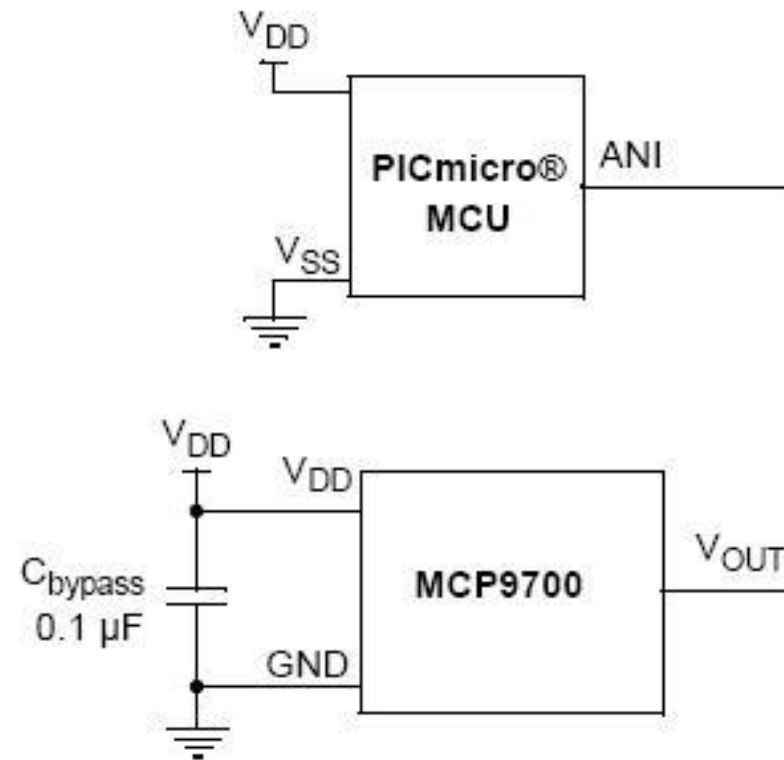 VDD
PICmicro®
MCU
ANI
VSS
VDD
VDD
Cbypass
0.1 µF
MCP9700
VOUT
GND